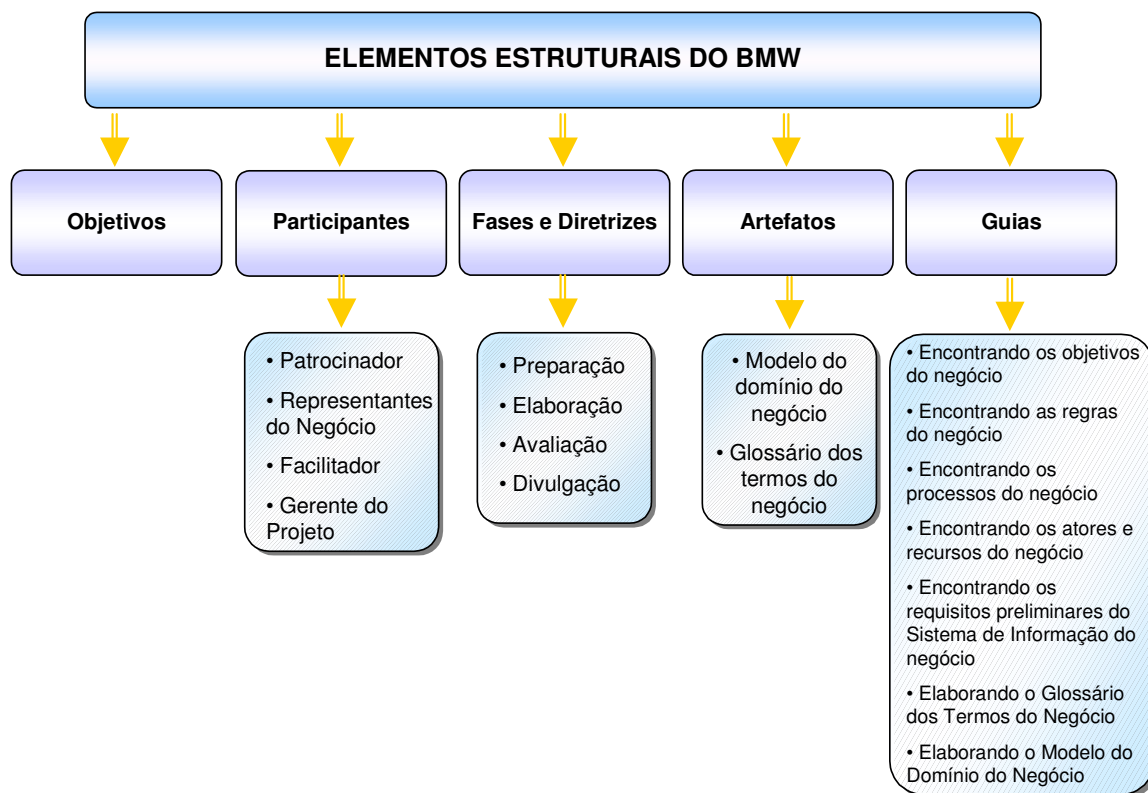 ELEMENTOS ESTRUTURAIS DO BMW
Objetivos
Participantes
Fases e Diretrizes
Artefatos
Guias
• Patrocinador
• Representantes
do Negócio
• Facilitador
• Gerente do
Projeto
• Preparação
• Elaboração
• Avaliação
• Divulgação
• Modelo do
domínio do
negócio
• Glossário dos
termos do
negócio
• Encontrando os objetivos
do negócio
• Encontrando as regras
do negócio
• Encontrando os
processos do negócio
• Encontrando os atores e
recursos do negócio
• Encontrando os
requisitos preliminares do
Sistema de Informação do
negócio
• Elaborando o Glossário
dos Termos do Negócio
• Elaborando o Modelo do
Domínio do Negócio